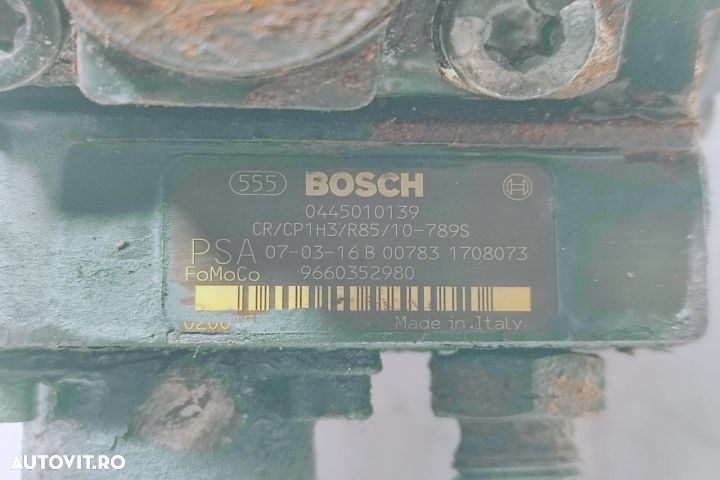 555 BOSCH
0445010139
CR/CP1H3/R85/10-789S
PSA 07-03-16 B 00783 1708073
FoMoCo 9660352980
Made in Italy
AUTOVIT.RO